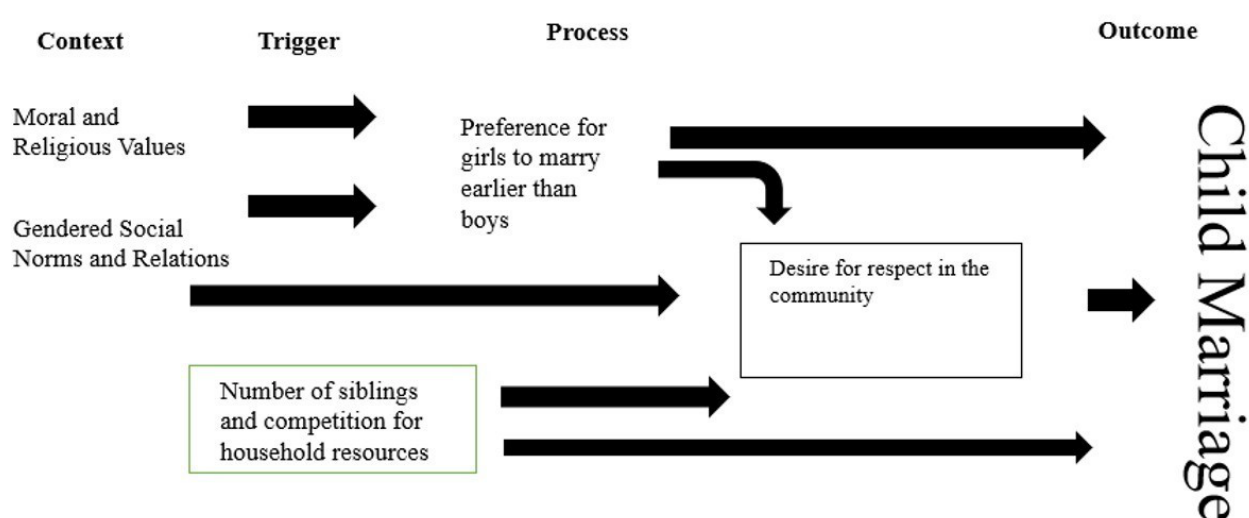 Context
Trigger
Process
Outcome
Moral and
Religious Values
Gendered Social
Norms and Relations
Preference for
girls to marry
earlier than
boys
Desire for respect in the
community
Number of siblings
and competition for
household resources
Child Marriage